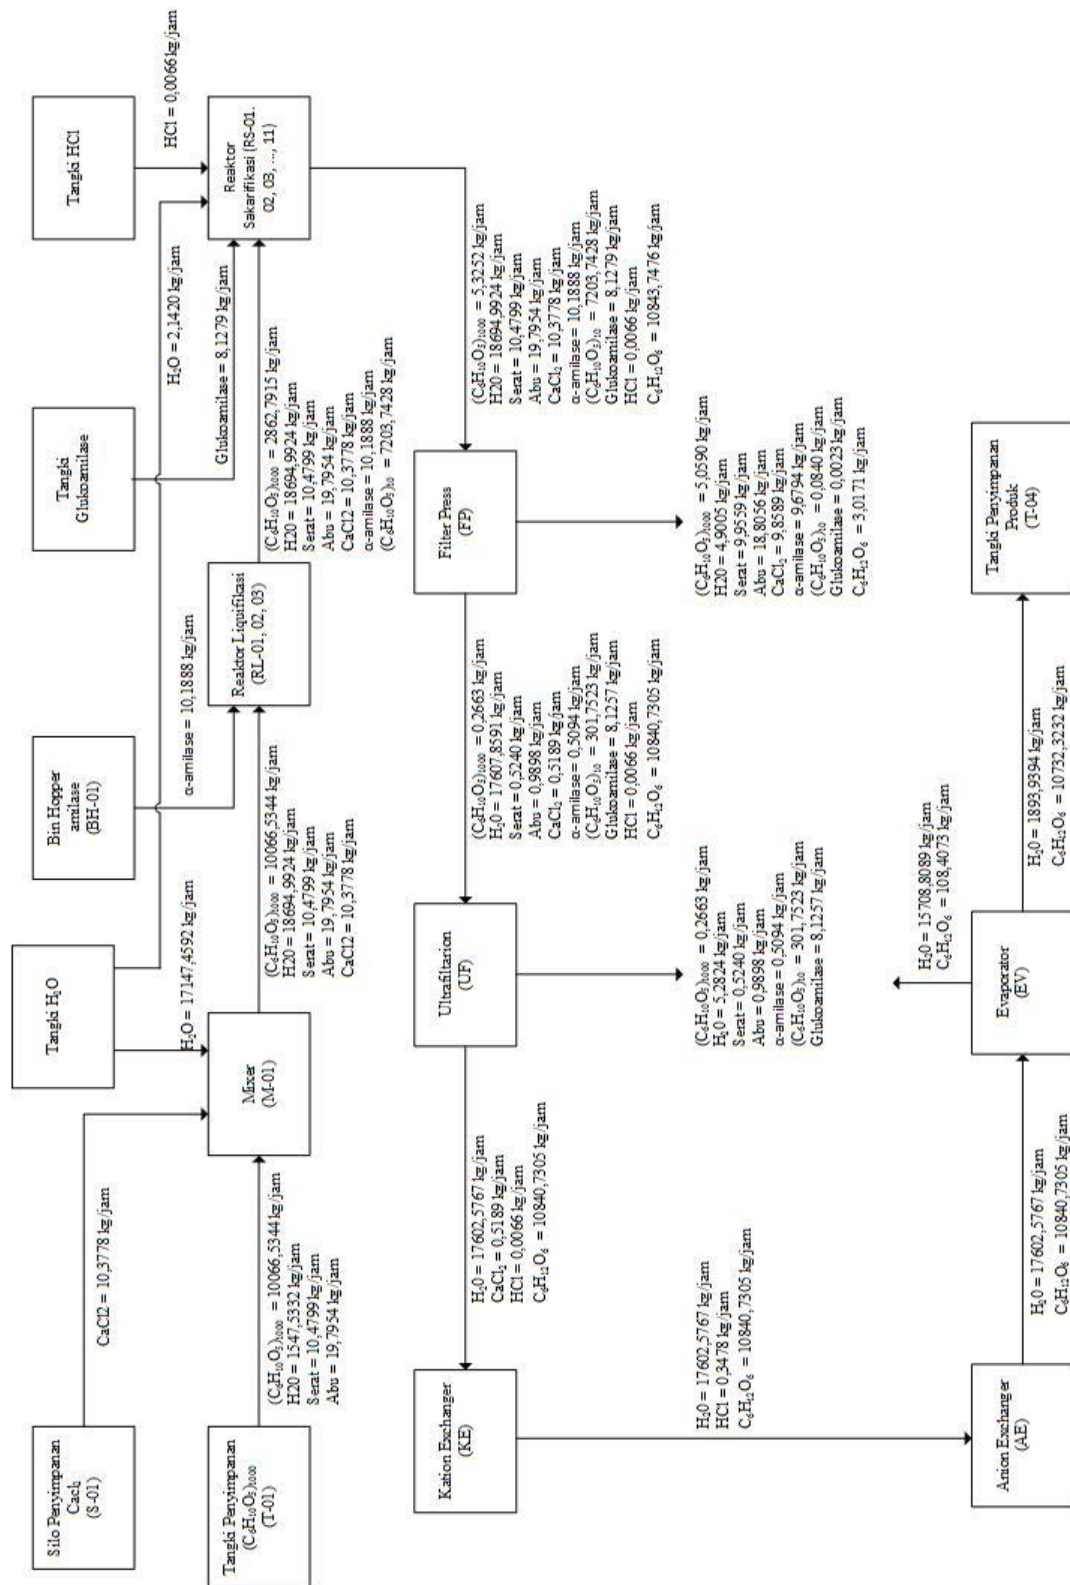 Silo Penyimpanan
Cacl₂
(S-01)
CaCl2 = 10,3778 kg/jam
Tangki Penyimpanan
(C₆H₁₀O₅)₁₀₀₀
(T-01)
(C₆H₁₀O₅)₁₀₀₀ = 10066,5344 kg/jam
H20 = 1547,5332 kg/jam
Serat = 10,4799 kg/jam
Abu = 19,7954 kg/jam
Tangki H₂O
H₂O = 17147,4592 kg/jam
Mixer
(M-01)
(C₆H₁₀O₅)₁₀₀₀ = 10066,5344 kg/jam
H20 = 18694,9924 kg/jam
Serat = 10,4799 kg/jam
Abu = 19,7954 kg/jam
CaCl2 = 10,3778 kg/jam
Bin Hopper
amilase
(BH-01)
α-amilase = 10,1888 kg/jam
Reaktor Liquifikasi
(RL-01, 02, 03)
(C₆H₁₀O₅)₁₀₀₀ = 2862,7915 kg/jam
H20 = 18694,9924 kg/jam
Serat = 10,4799 kg/jam
Abu = 19,7954 kg/jam
CaCl2 = 10,3778 kg/jam
α-amilase = 10,1888 kg/jam
(C₆H₁₀O₅)₁₀ = 7203,7428 kg/jam
Tangki
Glukoamilase
H₂O = 2,1420 kg/jam
Glukoamilase = 8,1279 kg/jam
Tangki HCl
HCl = 0,0066 kg/jam
Reaktor
Sakarifikasi (RS-01.
02, 03, ..., 11)
(C₆H₁₀O₅)₁₀₀₀ = 5,3252 kg/jam
H20 = 18694,9924 kg/jam
Serat = 10,4799 kg/jam
Abu = 19,7954 kg/jam
CaCl₂ = 10,3778 kg/jam
α-amilase = 10,1888 kg/jam
(C₆H₁₀O₅)₁₀ = 7203,7428 kg/jam
Glukoamilase = 8,1279 kg/jam
HCl = 0,0066 kg/jam
C₆H₁₂O₆ = 10843,7476 kg/jam
Filter Press
(FP)
(C₆H₁₀O₅)₁₀₀₀ = 5,0590 kg/jam
H20 = 4,9005 kg/jam
Serat = 9,9559 kg/jam
Abu = 18,8056 kg/jam
CaCl₂ = 9,8589 kg/jam
α-amilase = 9,6794 kg/jam
(C₆H₁₀O₅)₁₀ = 0,0840 kg/jam
Glukoamilase = 0,0023 kg/jam
C₆H₁₂O₆ = 3,0171 kg/jam
(C₆H₁₀O₅)₁₀₀₀ = 0,2663 kg/jam
H₂0 = 17607,8591 kg/jam
Serat = 0,5240 kg/jam
Abu = 0,9898 kg/jam
CaCl₂ = 0,5189 kg/jam
α-amilase = 0,5094 kg/jam
(C₆H₁₀O₅)₁₀ = 301,7523 kg/jam
Glukoamilase = 8,1257 kg/jam
HCl = 0,0066 kg/jam
C₆H₁₂O₆ = 10840,7305 kg/jam
Ultrafiltarion
(UF)
(C₆H₁₀O₅)₁₀₀₀ = 0,2663 kg/jam
H₂0 = 5,2824 kg/jam
Serat = 0,5240 kg/jam
Abu = 0,9898 kg/jam
α-amilase = 0,5094 kg/jam
(C₆H₁₀O₅)₁₀ = 301,7523 kg/jam
Glukoamilase = 8,1257 kg/jam
H₂0 = 17602,5767 kg/jam
CaCl₂ = 0,5189 kg/jam
HCl = 0,0066 kg/jam
C₆H₁₂O₆ = 10840,7305 kg/jam
Kation Exchanger
(KE)
H₂0 = 17602,5767 kg/jam
HCl = 0,3478 kg/jam
C₆H₁₂O₆ = 10840,7305 kg/jam
Anion Exchanger
(AE)
H₂0 = 17602,5767 kg/jam
C₆H₁₂O₆ = 10840,7305 kg/jam
Evaporator
(EV)
H₂0 = 15708,8089 kg/jam
C₆H₁₂O₆ = 108,4073 kg/jam
H₂0 = 1893,9394 kg/jam
C₆H₁₂O₆ = 10732,3232 kg/jam
Tangki Penyimpanan
Produk
(T-04)